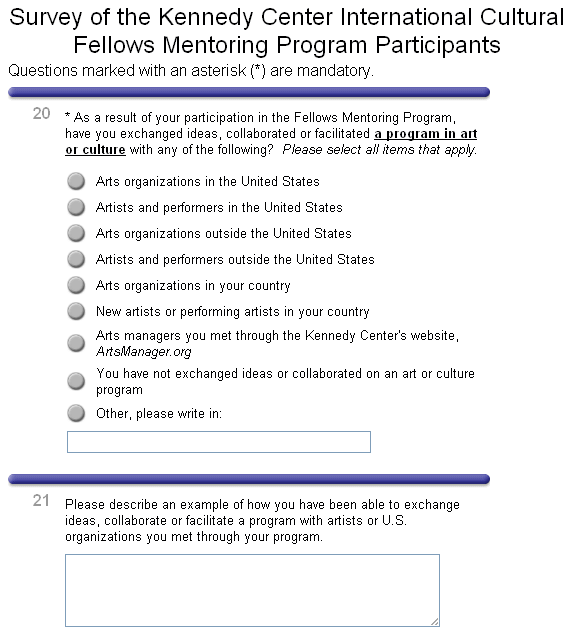 Survey of the Kennedy Center International Cultural
Fellows Mentoring Program Participants
Questions marked with an asterisk (*) are mandatory.
20
* As a result of your participation in the Fellows Mentoring Program,
have you exchanged ideas, collaborated or facilitated a program in art
or culture with any of the following?  Please select all items that apply.
Arts organizations in the United States
Artists and performers in the United States
Arts organizations outside the United States
Artists and performers outside the United States
Arts organizations in your country
New artists or performing artists in your country
Arts managers you met through the Kennedy Center's website,
ArtsManager.org
You have not exchanged ideas or collaborated on an art or culture
program
Other, please write in:
21
Please describe an example of how you have been able to exchange
ideas, collaborate or facilitate a program with artists or U.S.
organizations you met through your program.